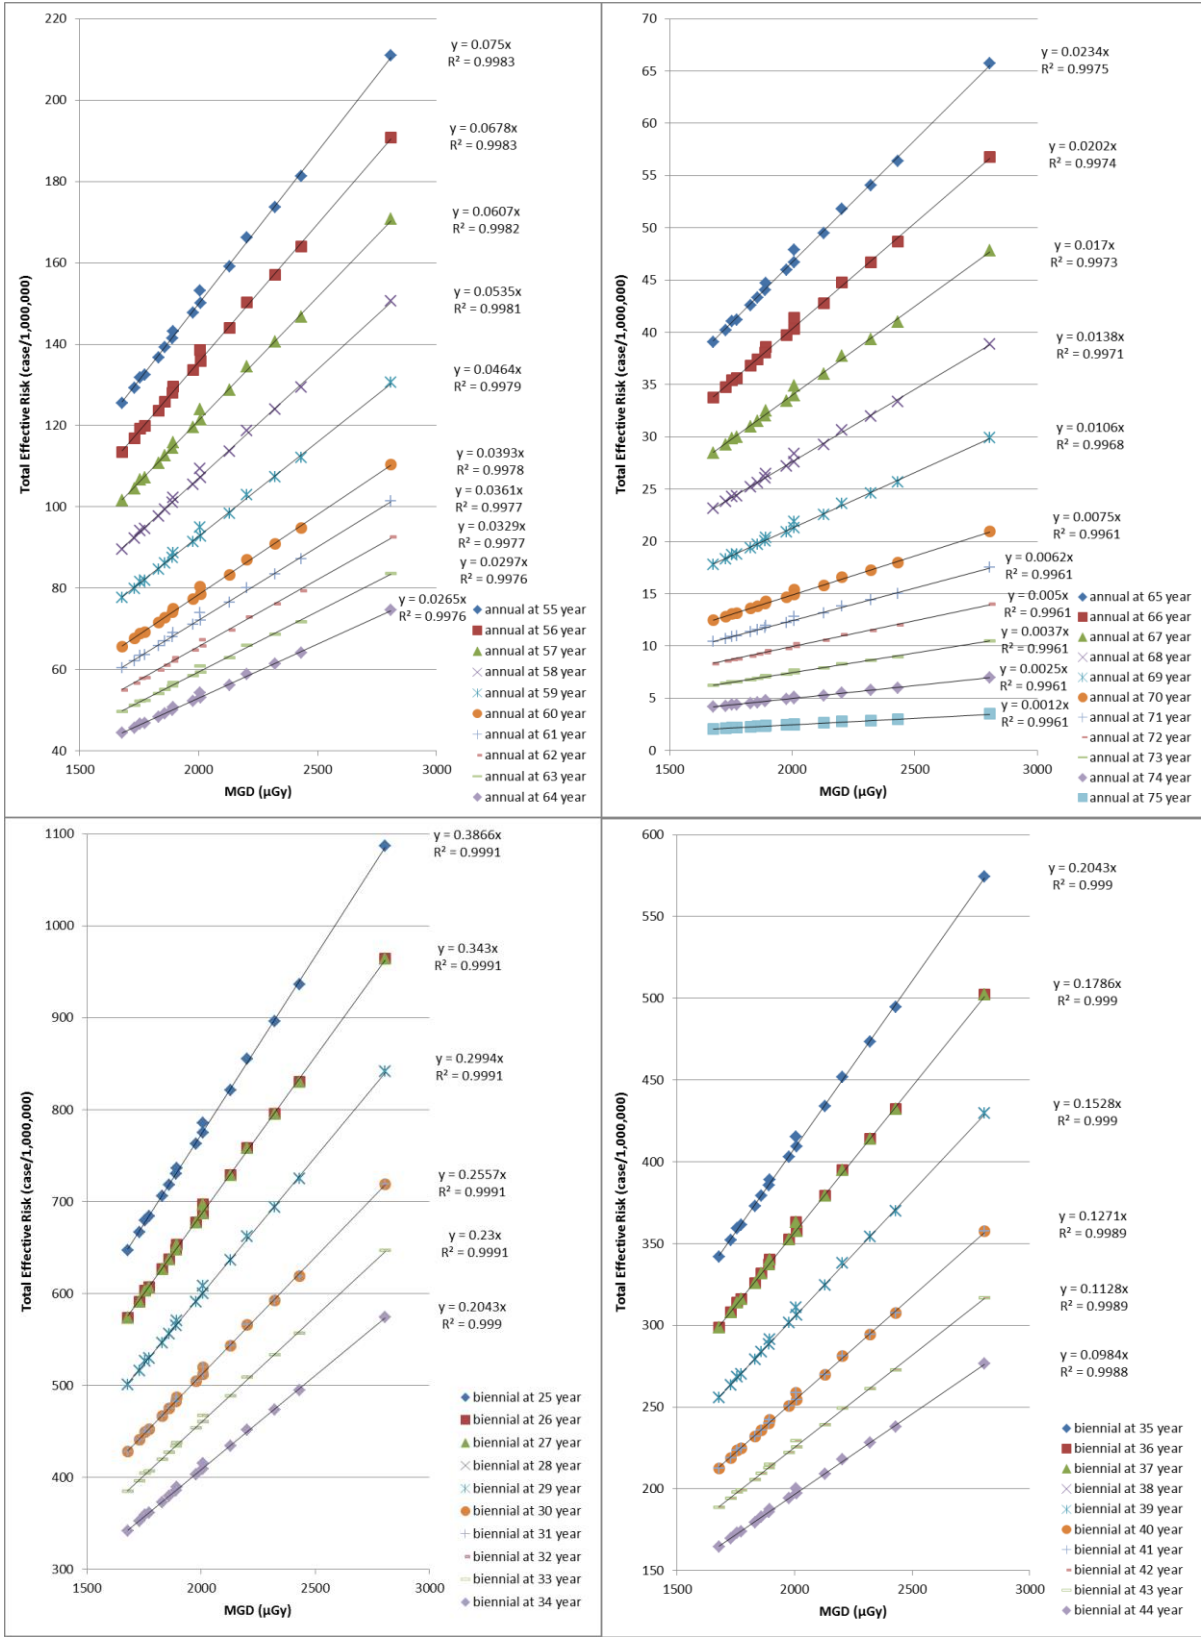 220
200
180
160
140
120
100
80
60
40
1500
2000
2500
3000
Total Effective Risk (case/1,000,000)
MGD (µGy)
y = 0.075x
R² = 0.9983
y = 0.0678x
R² = 0.9983
y = 0.0607x
R² = 0.9982
y = 0.0535x
R² = 0.9981
y = 0.0464x
R² = 0.9979
y = 0.0393x
R² = 0.9978
y = 0.0361x
R² = 0.9977
y = 0.0329x
R² = 0.9977
y = 0.0297x
R² = 0.9976
y = 0.0265x
R² = 0.9976
annual at 55 year
annual at 56 year
annual at 57 year
annual at 58 year
annual at 59 year
annual at 60 year
annual at 61 year
annual at 62 year
annual at 63 year
annual at 64 year
70
65
60
55
50
45
40
35
30
25
20
15
10
5
0
1500
2000
2500
3000
Total Effective Risk (case/1,000,000)
MGD (µGy)
y = 0.0234x
R² = 0.9975
y = 0.0202x
R² = 0.9974
y = 0.017x
R² = 0.9973
y = 0.0138x
R² = 0.9971
y = 0.0106x
R² = 0.9968
y = 0.0075x
R² = 0.9961
y = 0.0062x
R² = 0.9961
y = 0.005x
R² = 0.9961
y = 0.0037x
R² = 0.9961
y = 0.0025x
R² = 0.9961
y = 0.0012x
R² = 0.9961
annual at 65 year
annual at 66 year
annual at 67 year
annual at 68 year
annual at 69 year
annual at 70 year
annual at 71 year
annual at 72 year
annual at 73 year
annual at 74 year
annual at 75 year
1100
1000
900
800
700
600
500
400
300
1500
2000
2500
3000
Total Effective Risk (case/1,000,000)
MGD (µGy)
y = 0.3866x
R² = 0.9991
y = 0.343x
R² = 0.9991
y = 0.2994x
R² = 0.9991
y = 0.2557x
R² = 0.9991
y = 0.23x
R² = 0.9991
y = 0.2043x
R² = 0.999
biennial at 25 year
biennial at 26 year
biennial at 27 year
biennial at 28 year
biennial at 29 year
biennial at 30 year
biennial at 31 year
biennial at 32 year
biennial at 33 year
biennial at 34 year
600
550
500
450
400
350
300
250
200
150
1500
2000
2500
3000
Total Effective Risk (case/1,000,000)
MGD (µGy)
y = 0.2043x
R² = 0.999
y = 0.1786x
R² = 0.999
y = 0.1528x
R² = 0.999
y = 0.1271x
R² = 0.9989
y = 0.1128x
R² = 0.9989
y = 0.0984x
R² = 0.9988
biennial at 35 year
biennial at 36 year
biennial at 37 year
biennial at 38 year
biennial at 39 year
biennial at 40 year
biennial at 41 year
biennial at 42 year
biennial at 43 year
biennial at 44 year